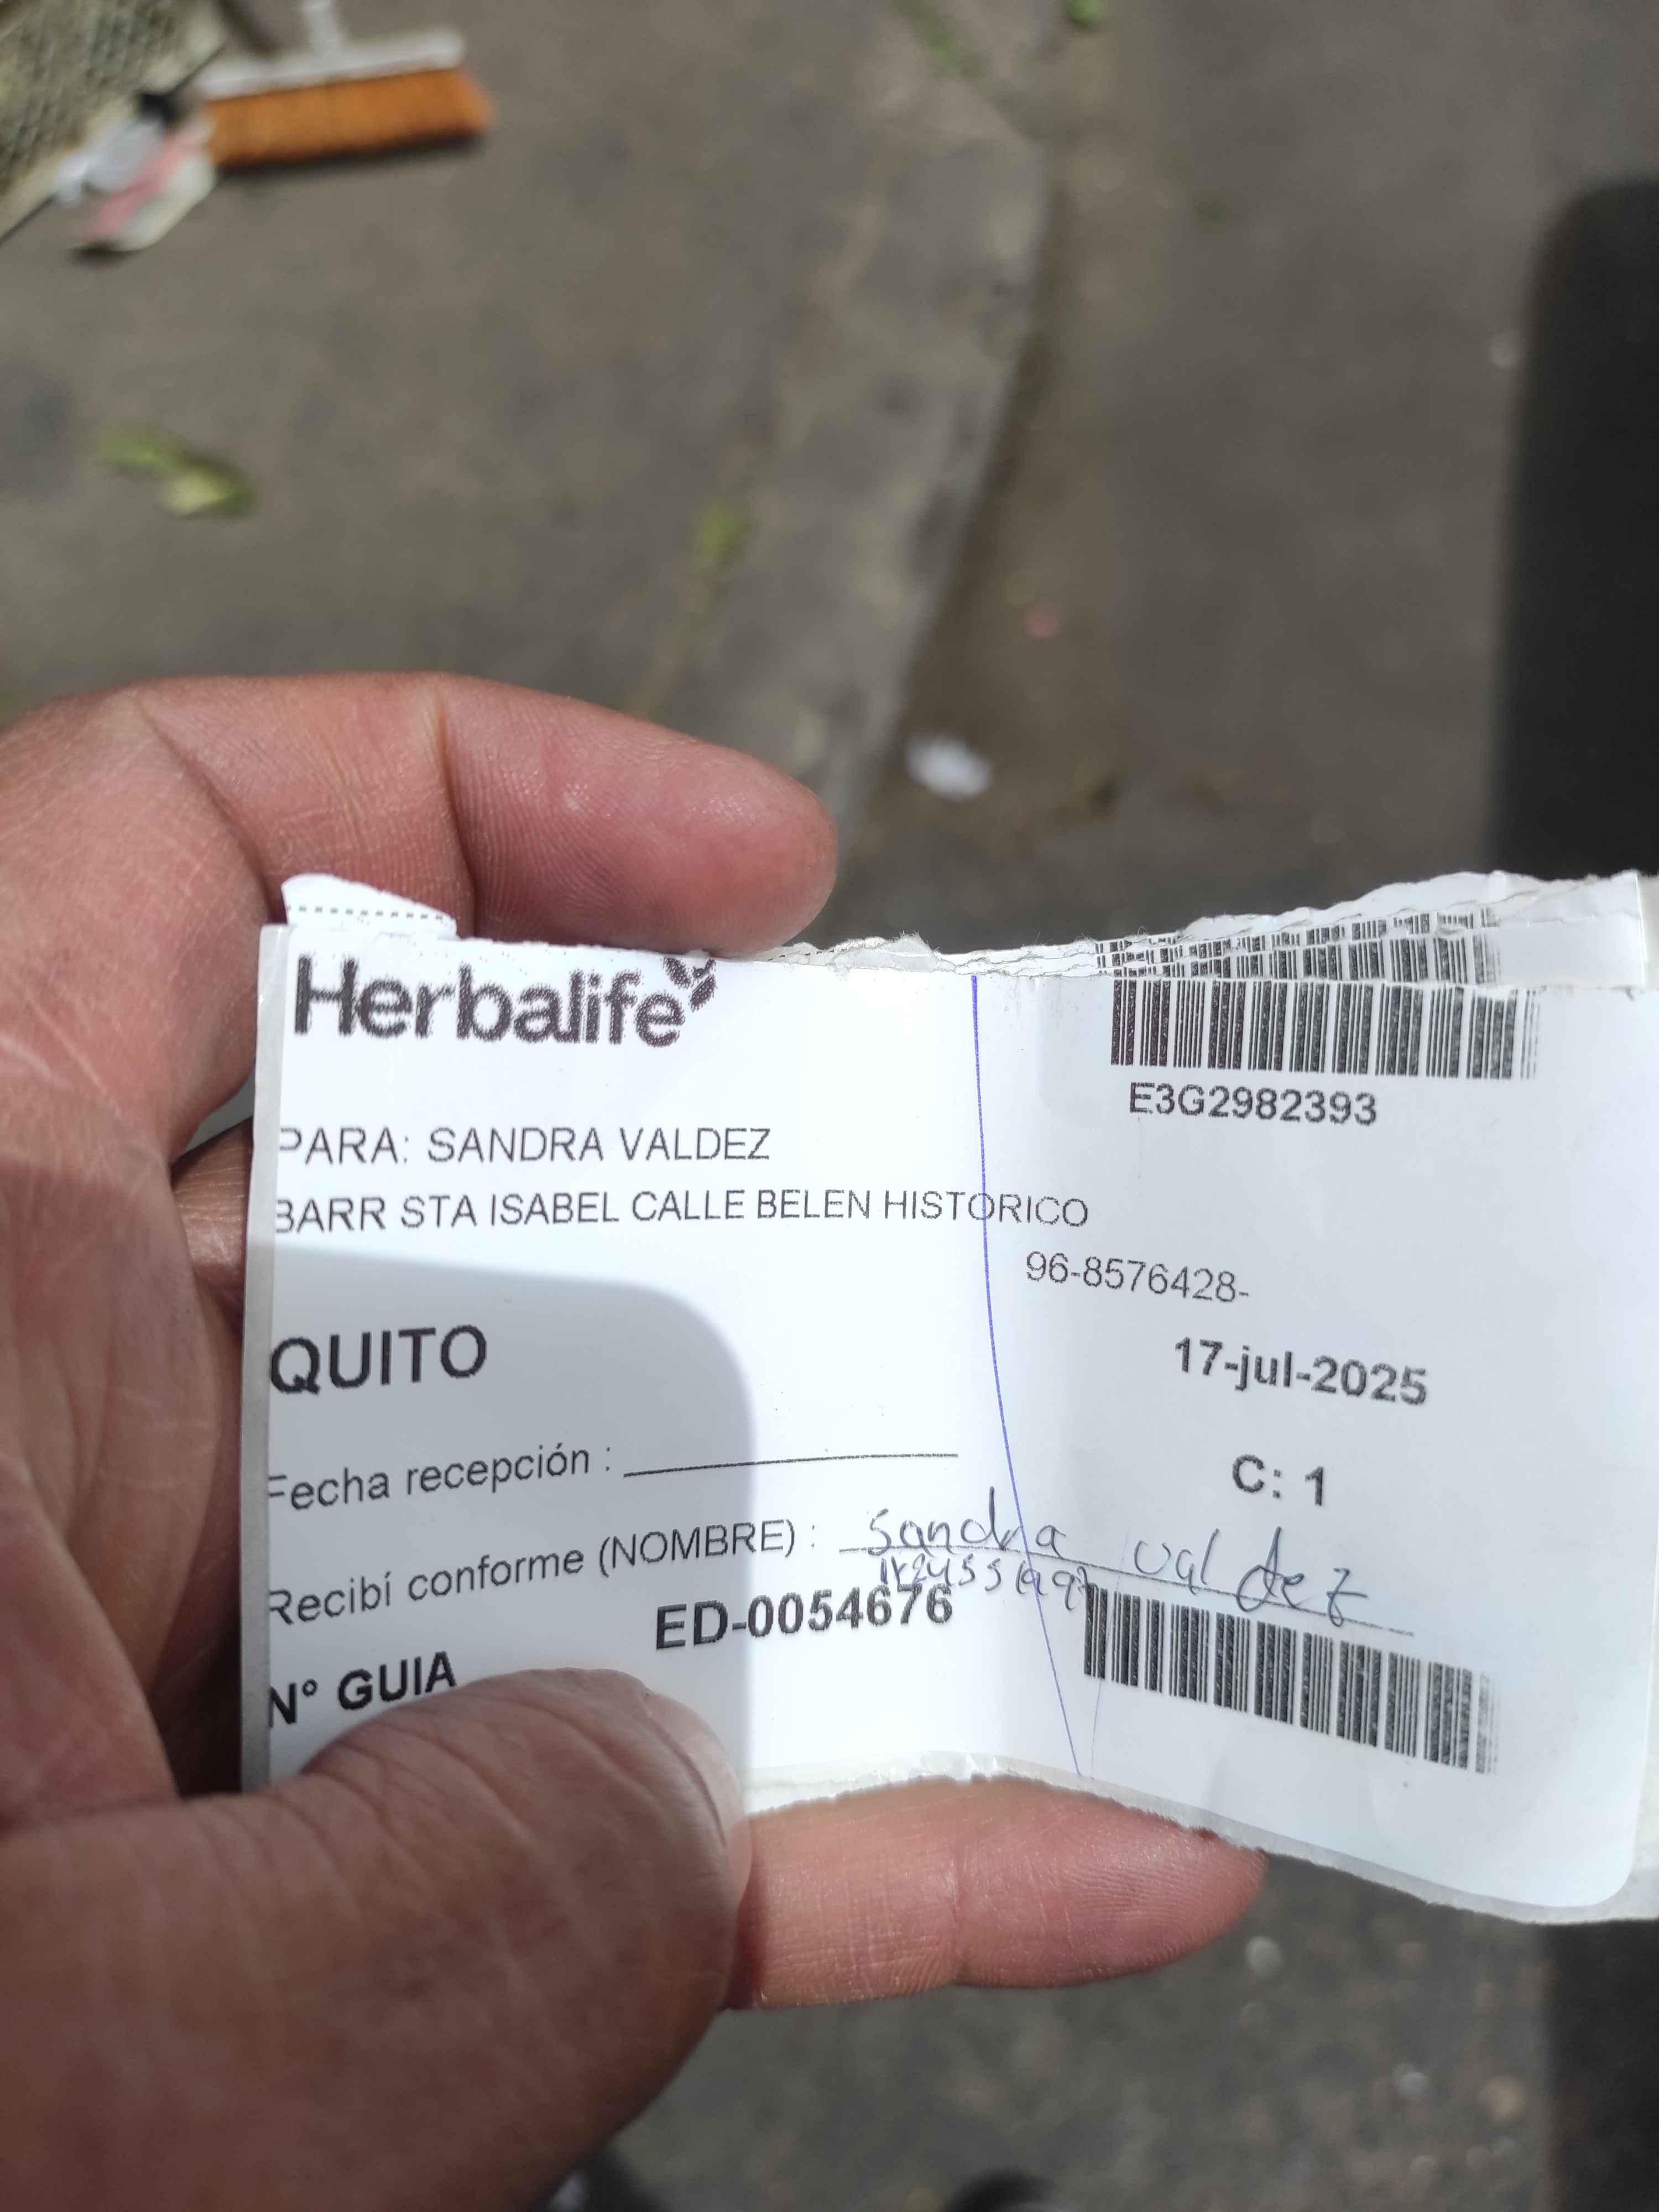 Herbalife
E3G2982393
PARA: SANDRA VALDEZ
BARR STA ISABEL CALLE BELEN HISTORICO
96-8576428-
QUITO
17-jul-2025
Fecha recepción :
C: 1
Recibí conforme (NOMBRE) : Sandra Valdez
ED-0054676
N° GUIA